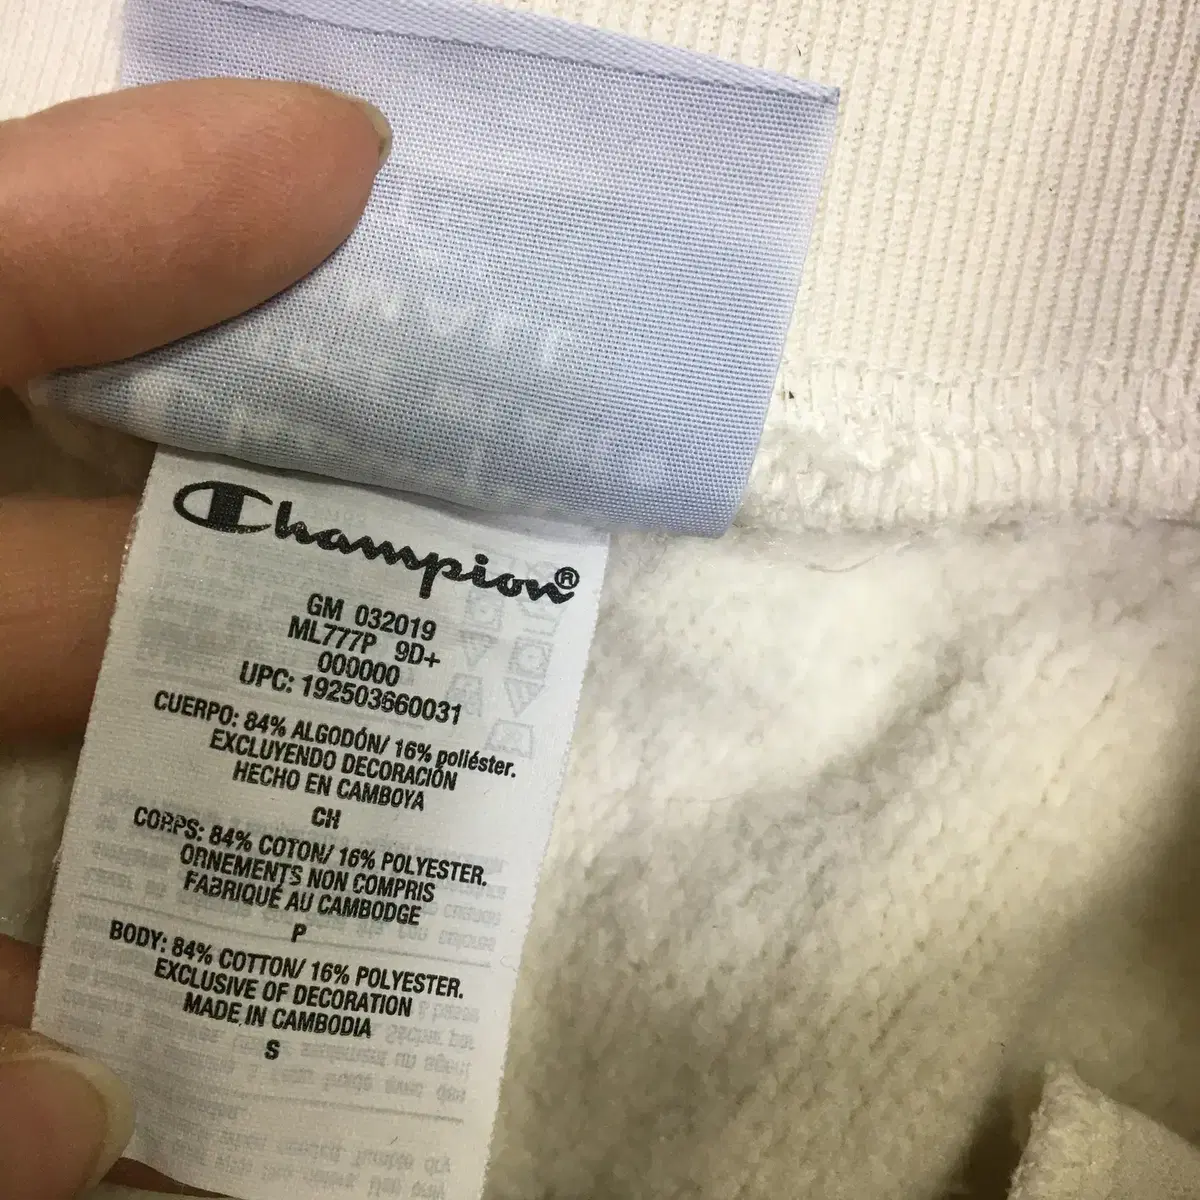 Champion®
GM 032019
ML777P 9D+
000000
UPC: 192503660031
CUERPO: 84% ALGODÓN/ 16% poliéster.
EXCLUYENDO DECORACIÓN
HECHO EN CAMBOYA
CH
CORPS: 84% COTON/ 16% POLYESTER.
ORNEMENTS NON COMPRIS
FABRIQUÉ AU CAMBODGE
P
BODY: 84% COTTON/ 16% POLYESTER.
EXCLUSIVE OF DECORATION
MADE IN CAMBODIA
S